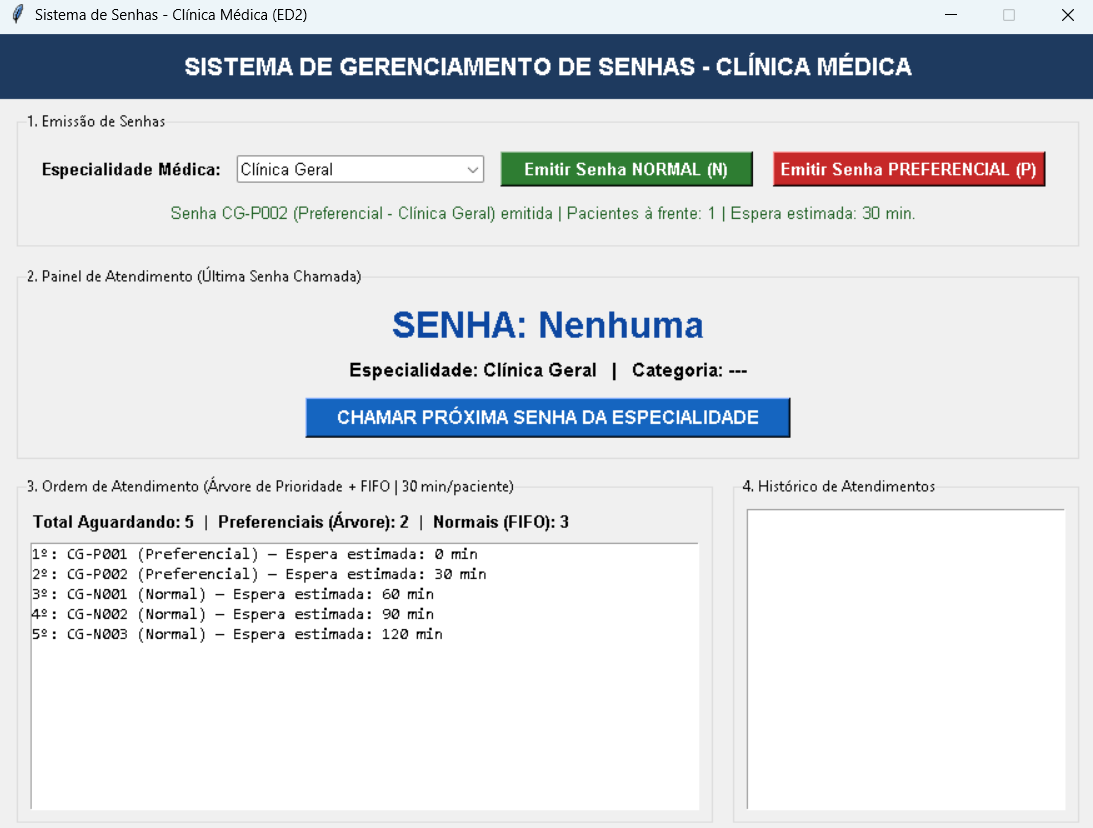 Sistema de Senhas - Clínica Médica (ED2)
SISTEMA DE GERENCIAMENTO DE SENHAS - CLÍNICA MÉDICA
1. Emissão de Senhas
Especialidade Médica: Clínica Geral Emitir Senha NORMAL (N) Emitir Senha PREFERENCIAL (P)
Senha CG-P002 (Preferencial - Clínica Geral) emitida | Pacientes à frente: 1 | Espera estimada: 30 min.
2. Painel de Atendimento (Última Senha Chamada)
SENHA: Nenhuma
Especialidade: Clínica Geral | Categoria: ---
CHAMAR PRÓXIMA SENHA DA ESPECIALIDADE
3. Ordem de Atendimento (Árvore de Prioridade + FIFO | 30 min/paciente)
Total Aguardando: 5 | Preferenciais (Árvore): 2 | Normais (FIFO): 3
1º: CG-P001 (Preferencial) — Espera estimada: 0 min
2º: CG-P002 (Preferencial) — Espera estimada: 30 min
3º: CG-N001 (Normal) — Espera estimada: 60 min
4º: CG-N002 (Normal) — Espera estimada: 90 min
5º: CG-N003 (Normal) — Espera estimada: 120 min
4. Histórico de Atendimentos